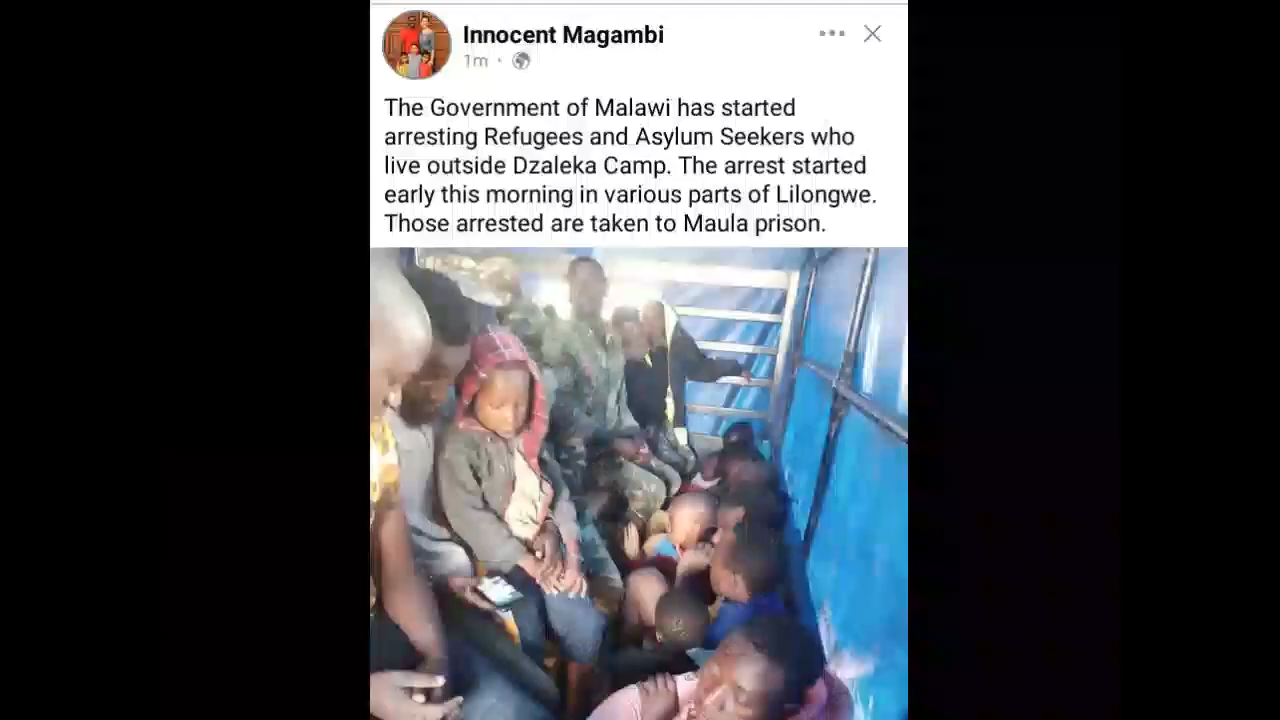 Innocent Magambi
1m
The Government of Malawi has started
arresting Refugees and Asylum Seekers who
live outside Dzaleka Camp. The arrest started
early this morning in various parts of Lilongwe.
Those arrested are taken to Maula prison.